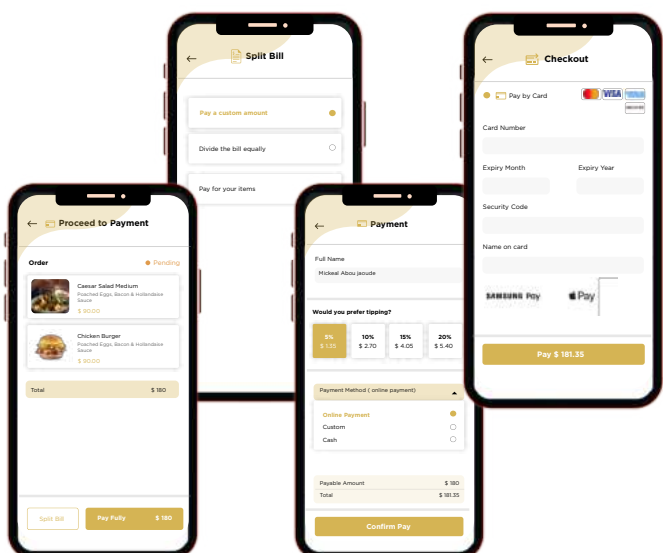 Split Bill
Pay a custom amount
Divide the bill equally
Pay for your items
Checkout
Pay by Card
VISA
Card Number
Expiry Month Expiry Year
Security Code
Name on card
SAMSUNG Pay Pay
Pay $ 181.35
Proceed to Payment
Order Pending
Caesar Salad Medium
Poached Eggs, Bacon & Hollandaise
Sauce
$ 90.00
Chicken Burger
Poached Eggs, Bacon & Hollandaise
Sauce
$ 90.00
Total $ 180
Split Bill Pay Fully $ 180
Payment
Full Name
Mickeal Abou jaoude
Would you prefer tipping?
5% 10% 15% 20%
$ 1.35 $ 2.70 $ 4.05 $ 5.40
Payment Method ( online payment)
Online Payment
Custom
Cash
Payable Amount $ 180
Total $ 181.35
Confirm Pay